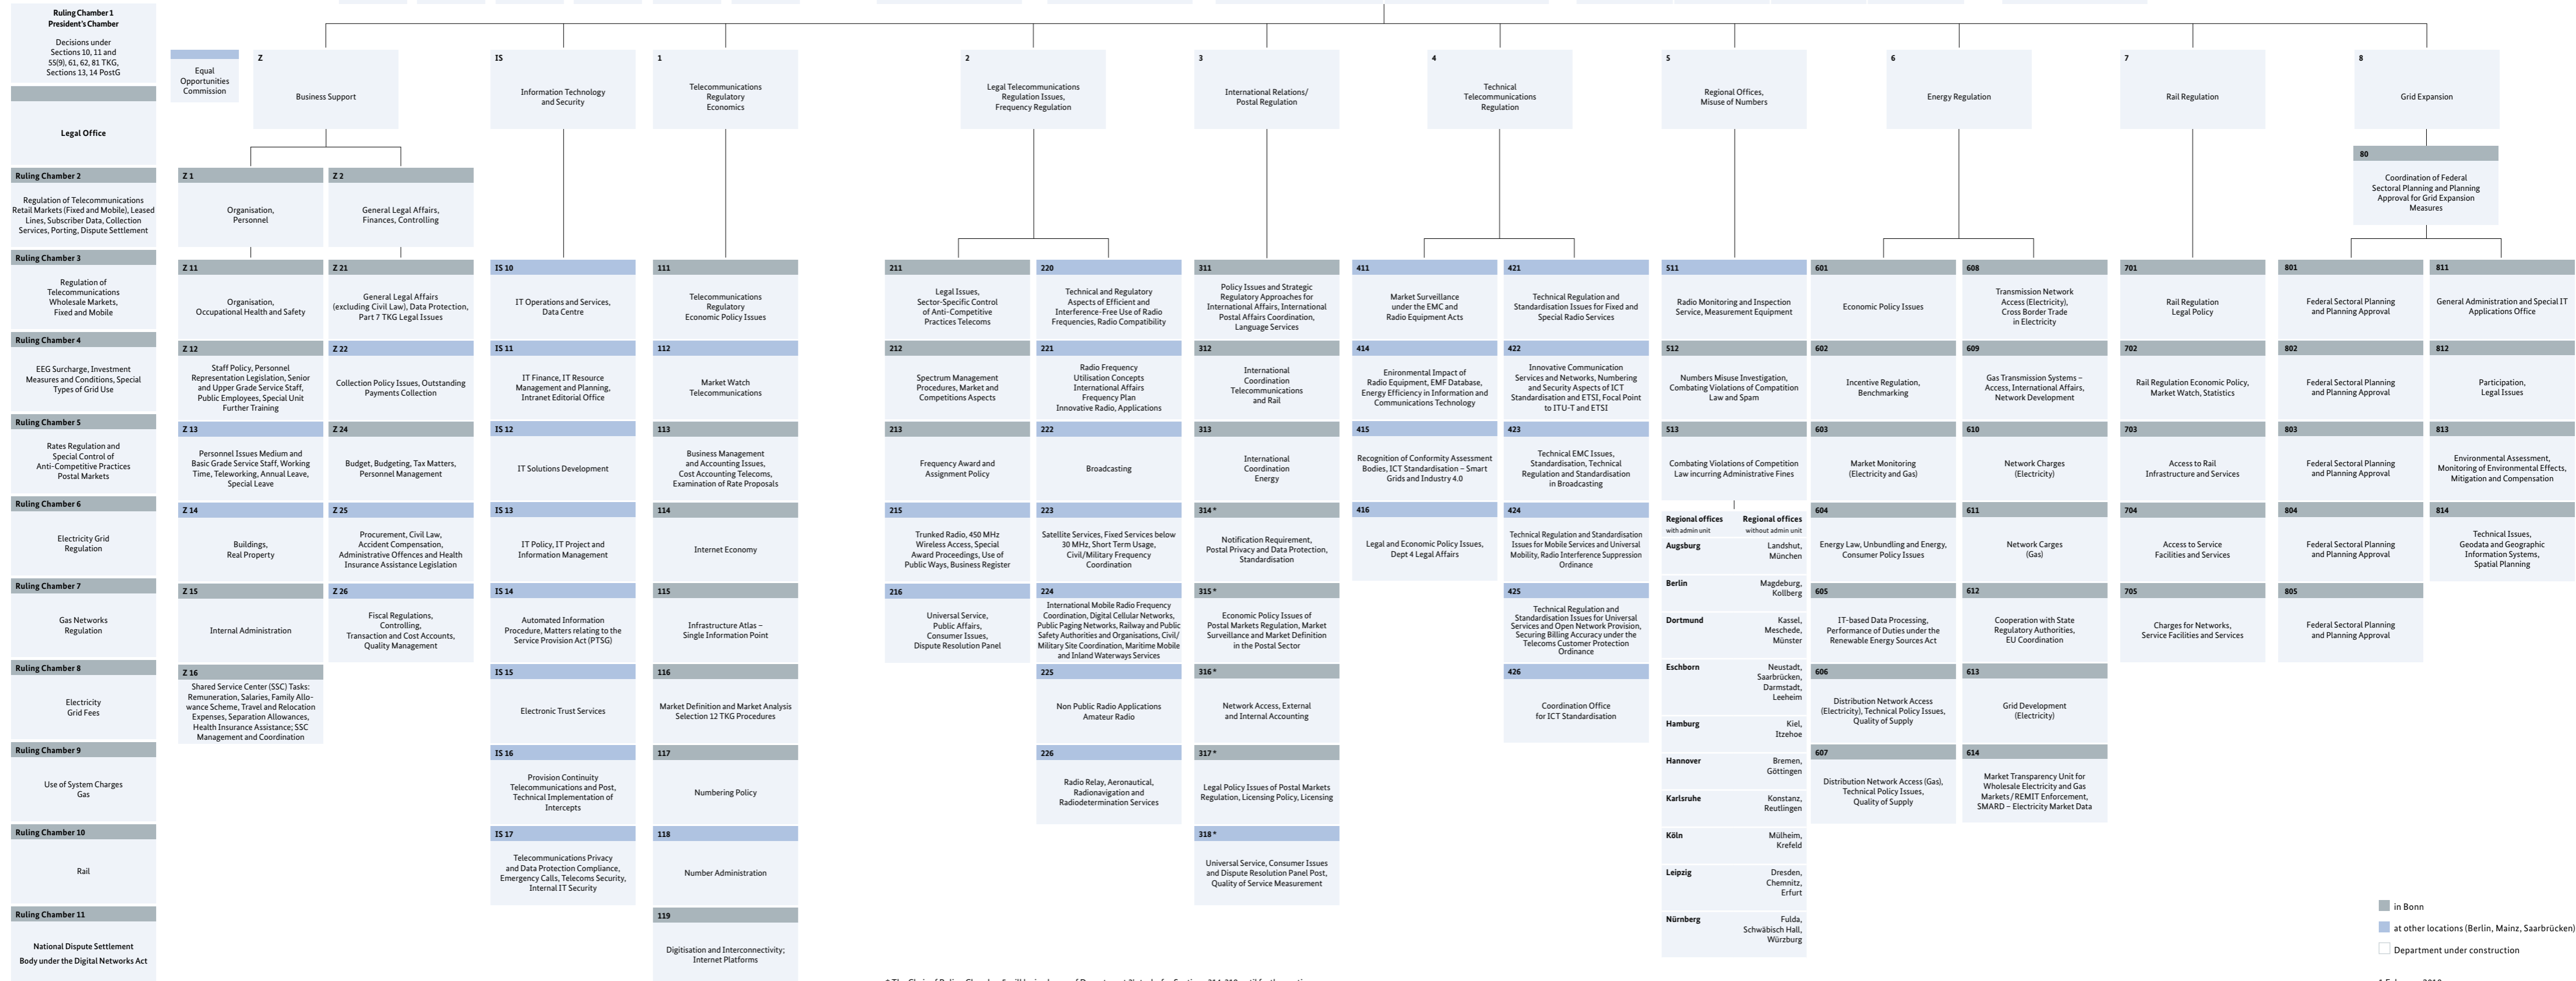 Ruling Chamber 1
President's Chamber
Decisions under
Sections 10, 11 and
55(9), 61, 62, 81 TKG,
Sections 13, 14 PostG
Legal Office
Ruling Chamber 2
Regulation of Telecommunications
Retail Markets (Fixed and Mobile), Leased
Lines, Subscriber Data, Collection
Services, Porting, Dispute Settlement
Ruling Chamber 3
Regulation of
Telecommunications
Wholesale Markets,
Fixed and Mobile
Ruling Chamber 4
EEG Surcharge, Investment
Measures and Conditions, Special
Types of Grid Use
Ruling Chamber 5
Rates Regulation and
Special Control of
Anti-Competitive Practices
Postal Markets
Ruling Chamber 6
Electricity Grid
Regulation
Ruling Chamber 7
Gas Networks
Regulation
Ruling Chamber 8
Electricity
Grid Fees
Ruling Chamber 9
Use of System Charges
Gas
Ruling Chamber 10
Rail
Ruling Chamber 11
National Dispute Settlement
Body under the Digital Networks Act
Equal
Opportunities
Commission
Z
Business Support
Z 1
Organisation,
Personnel
Z 11
Organisation,
Occupational Health and Safety
Z 12
Staff Policy, Personnel
Representation Legislation, Senior
and Upper Grade Service Staff,
Public Employees, Special Unit
Further Training
Z 13
Personnel Issues Medium and
Basic Grade Service Staff, Working
Time, Teleworking, Annual Leave,
Special Leave
Z 14
Buildings,
Real Property
Z 15
Internal Administration
Z 16
Shared Service Center (SSC) Tasks:
Remuneration, Salaries, Family Allo-
wance Scheme, Travel and Relocation
Expenses, Separation Allowances,
Health Insurance Assistance; SSC
Management and Coordination
Z 2
General Legal Affairs,
Finances, Controlling
Z 21
General Legal Affairs
(excluding Civil Law), Data Protection,
Part 7 TKG Legal Issues
Z 22
Collection Policy Issues, Outstanding
Payments Collection
Z 24
Budget, Budgeting, Tax Matters,
Personnel Management
Z 25
Procurement, Civil Law,
Accident Compensation,
Administrative Offences and Health
Insurance Assistance Legislation
Z 26
Fiscal Regulations,
Controlling,
Transaction and Cost Accounts,
Quality Management
IS
Information Technology
and Security
IS 10
IT Operations and Services,
Data Centre
IS 11
IT Finance, IT Resource
Management and Planning,
Intranet Editorial Office
IS 12
IT Solutions Development
IS 13
IT Policy, IT Project and
Information Management
IS 14
Automated Information
Procedure, Matters relating to the
Service Provision Act (PTSG)
IS 15
Electronic Trust Services
IS 16
Provision Continuity
Telecommunications and Post,
Technical Implementation of
Intercepts
IS 17
Telecommunications Privacy
and Data Protection Compliance,
Emergency Calls, Telecoms Security,
Internal IT Security
1
Telecommunications
Regulatory
Economics
111
Telecommunications
Regulatory
Economic Policy Issues
112
Market Watch
Telecommunications
113
Business Management
and Accounting Issues,
Cost Accounting Telecoms,
Examination of Rate Proposals
114
Internet Economy
115
Infrastructure Atlas –
Single Information Point
116
Market Definition and Market Analysis
Selection 12 TKG Procedures
117
Numbering Policy
118
Number Administration
119
Digitisation and Interconnectivity;
Internet Platforms
2
Legal Telecommunications
Regulation Issues,
Frequency Regulation
211
Legal Issues,
Sector-Specific Control
of Anti-Competitive
Practices Telecoms
212
Spectrum Management
Procedures, Market and
Competitions Aspects
213
Frequency Award and
Assignment Policy
215
Trunked Radio, 450 MHz
Wireless Access, Special
Award Proceedings, Use of
Public Ways, Business Register
216
Universal Service,
Public Affairs,
Consumer Issues,
Dispute Resolution Panel
220
Technical and Regulatory
Aspects of Efficient and
Interference-Free Use of Radio
Frequencies, Radio Compatibility
221
Radio Frequency
Utilisation Concepts
International Affairs
Frequency Plan
Innovative Radio, Applications
222
Broadcasting
223
Satellite Services, Fixed Services below
30 MHz, Short Term Usage,
Civil/Military Frequency
Coordination
224
International Mobile Radio Frequency
Coordination, Digital Cellular Networks,
Public Paging Networks, Railway and Public
Safety Authorities and Organisations, Civil/
Military Site Coordination, Maritime Mobile
and Inland Waterways Services
225
Non Public Radio Applications
Amateur Radio
226
Radio Relay, Aeronautical,
Radionavigation and
Radiodetermination Services
3
International Relations/
Postal Regulation
311
Policy Issues and Strategic
Regulatory Approaches for
International Affairs, International
Postal Affairs Coordination,
Language Services
312
International
Coordination
Telecommunications
and Rail
313
International
Coordination
Energy
314 *
Notification Requirement,
Postal Privacy and Data Protection,
Standardisation
315 *
Economic Policy Issues of
Postal Markets Regulation, Market
Surveillance and Market Definition
in the Postal Sector
316 *
Network Access, External
and Internal Accounting
317 *
Legal Policy Issues of Postal Markets
Regulation, Licensing Policy, Licensing
318 *
Universal Service, Consumer Issues
and Dispute Resolution Panel Post,
Quality of Service Measurement
4
Technical
Telecommunications
Regulation
411
Market Surveillance
under the EMC and
Radio Equipment Acts
414
Enironmental Impact of
Radio Equipment, EMF Database,
Energy Efficiency in Information and
Communications Technology
415
Recognition of Conformity Assessment
Bodies, ICT Standardisation – Smart
Grids and Industry 4.0
416
Legal and Economic Policy Issues,
Dept 4 Legal Affairs
421
Technical Regulation and
Standardisation Issues for Fixed and
Special Radio Services
422
Innovative Communication
Services and Networks, Numbering
and Security Aspects of ICT
Standardisation and ETSI, Focal Point
to ITU-T and ETSI
423
Technical EMC Issues,
Standardisation, Technical
Regulation and Standardisation
in Broadcasting
424
Technical Regulation and Standardisation
Issues for Mobile Services and Universal
Mobility, Radio Interference Suppression
Ordinance
425
Technical Regulation and
Standardisation Issues for Universal
Services and Open Network Provision,
Securing Billing Accuracy under the
Telecoms Customer Protection
Ordinance
426
Coordination Office
for ICT Standardisation
5
Regional Offices,
Misuse of Numbers
511
Radio Monitoring and Inspection
Service, Measurement Equipment
512
Numbers Misuse Investigation,
Combating Violations of Competition
Law and Spam
513
Combating Violations of Competition
Law incurring Administrative Fines
Regional offices Regional offices
with admin unit without admin unit
Augsburg Landshut,
München
Berlin Magdeburg,
Kollberg
Dortmund Kassel,
Meschede,
Münster
Eschborn Neustadt,
Saarbrücken,
Darmstadt,
Leeheim
Hamburg Kiel,
Itzehoe
Hannover Bremen,
Göttingen
Karlsruhe Konstanz,
Reutlingen
Köln Mülheim,
Krefeld
Leipzig Dresden,
Chemnitz,
Erfurt
Nürnberg Fulda,
Schwäbisch Hall,
Würzburg
6
Energy Regulation
601
Economic Policy Issues
602
Incentive Regulation,
Benchmarking
603
Market Monitoring
(Electricity and Gas)
604
Energy Law, Unbundling and Energy,
Consumer Policy Issues
605
IT-based Data Processing,
Performance of Duties under the
Renewable Energy Sources Act
606
Distribution Network Access
(Electricity), Technical Policy Issues,
Quality of Supply
607
Distribution Network Access (Gas),
Technical Policy Issues,
Quality of Supply
608
Transmission Network
Access (Electricity),
Cross Border Trade
in Electricity
609
Gas Transmission Systems –
Access, International Affairs,
Network Development
610
Network Charges
(Electricity)
611
Network Carges
(Gas)
612
Cooperation with State
Regulatory Authorities,
EU Coordination
613
Grid Development
(Electricity)
614
Market Transparency Unit for
Wholesale Electricity and Gas
Markets / REMIT Enforcement,
SMARD – Electricity Market Data
7
Rail Regulation
701
Rail Regulation
Legal Policy
702
Rail Regulation Economic Policy,
Market Watch, Statistics
703
Access to Rail
Infrastructure and Services
704
Access to Service
Facilities and Services
705
Charges for Networks,
Service Facilities and Services
8
Grid Expansion
80
Coordination of Federal
Sectoral Planning and Planning
Approval for Grid Expansion
Measures
801
Federal Sectoral Planning
and Planning Approval
802
Federal Sectoral Planning
and Planning Approval
803
Federal Sectoral Planning
and Planning Approval
804
Federal Sectoral Planning
and Planning Approval
805
Federal Sectoral Planning
and Planning Approval
811
General Administration and Special IT
Applications Office
812
Participation,
Legal Issues
813
Environmental Assessment,
Monitoring of Environmental Effects,
Mitigation and Compensation
814
Technical Issues,
Geodata and Geographic
Information Systems,
Spatial Planning
in Bonn
at other locations (Berlin, Mainz, Saarbrücken)
Department under construction